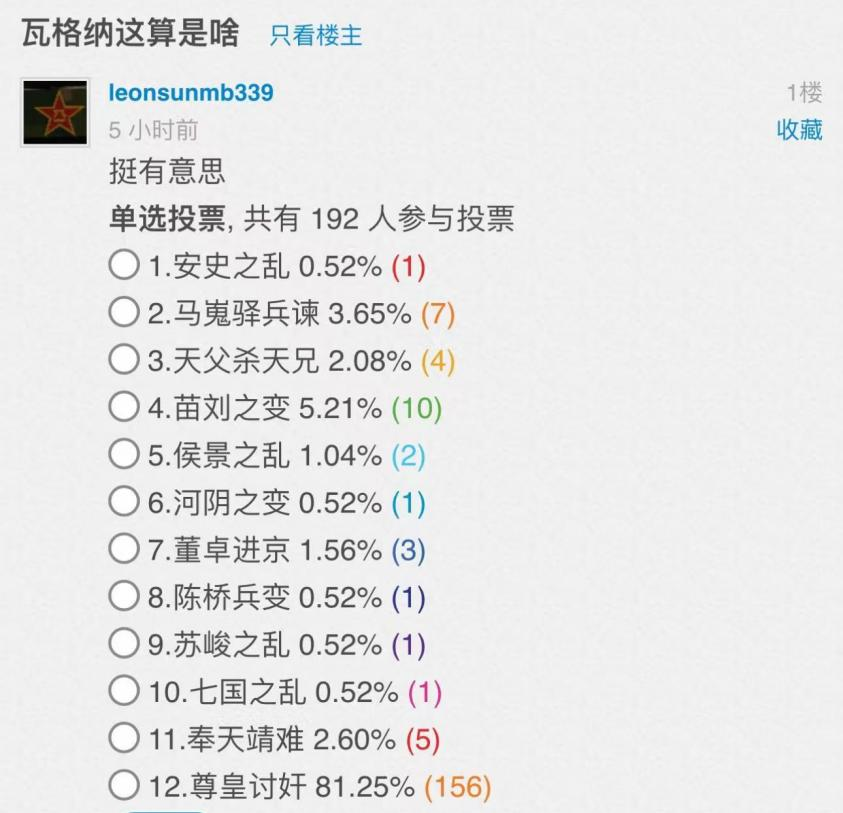 瓦格纳这算是啥 只看楼主
leonsunmb339 1楼
5 小时前 收藏
挺有意思
单选投票, 共有 192 人参与投票
1.安史之乱 0.52% (1)
2.马嵬驿兵谏 3.65% (7)
3.天父杀天兄 2.08% (4)
4.苗刘之变 5.21% (10)
5.侯景之乱 1.04% (2)
6.河阴之变 0.52% (1)
7.董卓进京 1.56% (3)
8.陈桥兵变 0.52% (1)
9.苏峻之乱 0.52% (1)
10.七国之乱 0.52% (1)
11.奉天靖难 2.60% (5)
12.尊皇讨奸 81.25% (156)